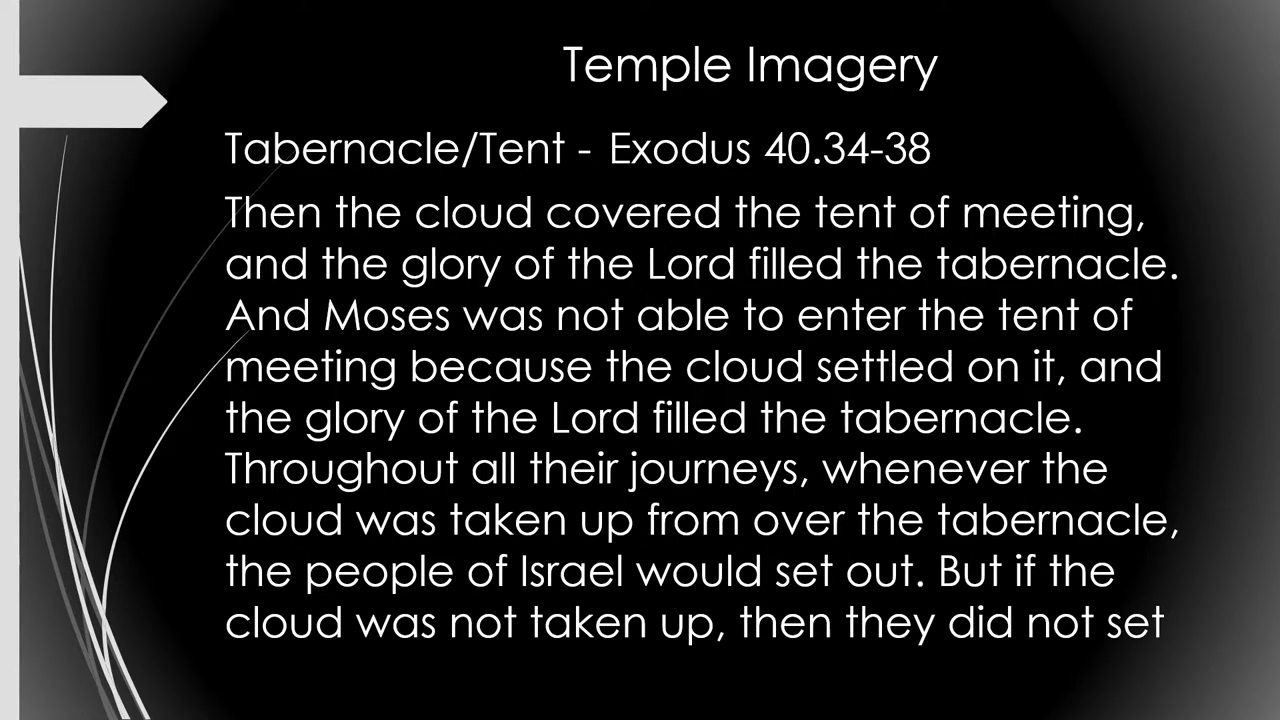 Temple Imagery
Tabernacle/Tent - Exodus 40.34-38
Then the cloud covered the tent of meeting,
and the glory of the Lord filled the tabernacle.
And Moses was not able to enter the tent of
meeting because the cloud settled on it, and
the glory of the Lord filled the tabernacle.
Throughout all their journeys, whenever the
cloud was taken up from over the tabernacle,
the people of Israel would set out. But if the
cloud was not taken up, then they did not set